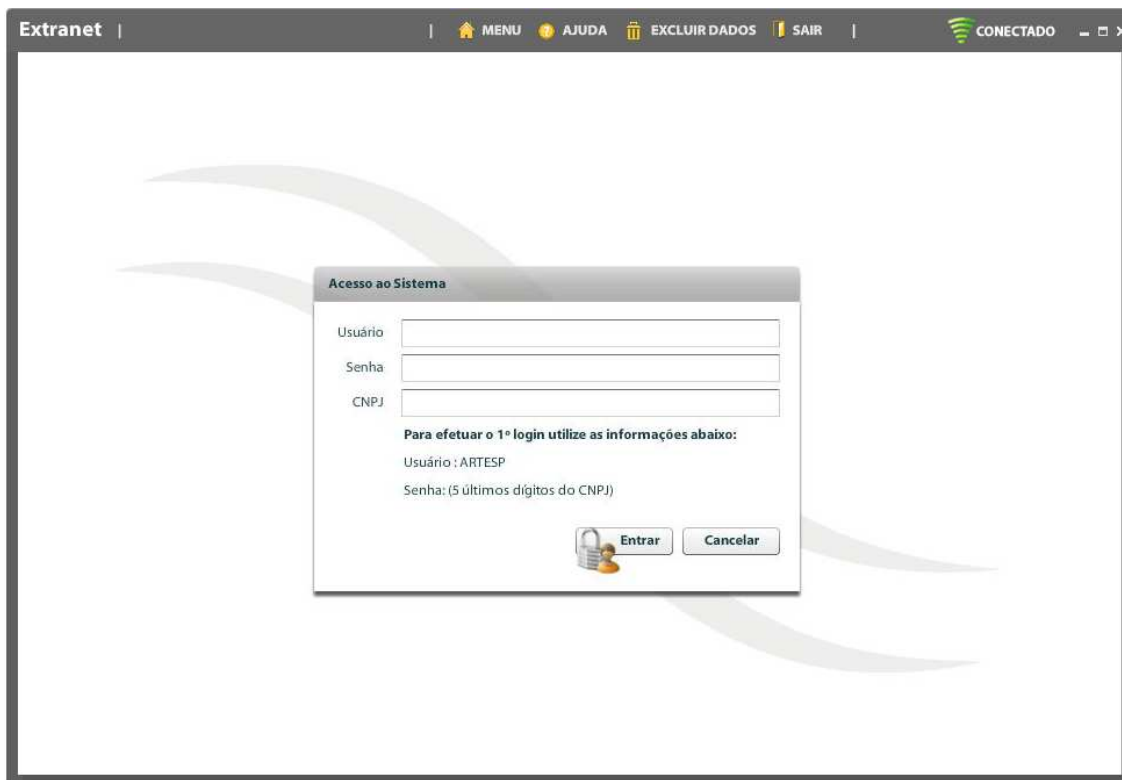 Extranet | | MENU AJUDA EXCLUIR DADOS SAIR | CONECTADO
Acesso ao Sistema
Usuário
Senha
CNPJ
Para efetuar o 1º login utilize as informações abaixo:
Usuário : ARTESP
Senha: (5 últimos dígitos do CNPJ)
Entrar Cancelar